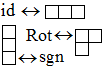 id ↔
Rot ↔
↔ sgn